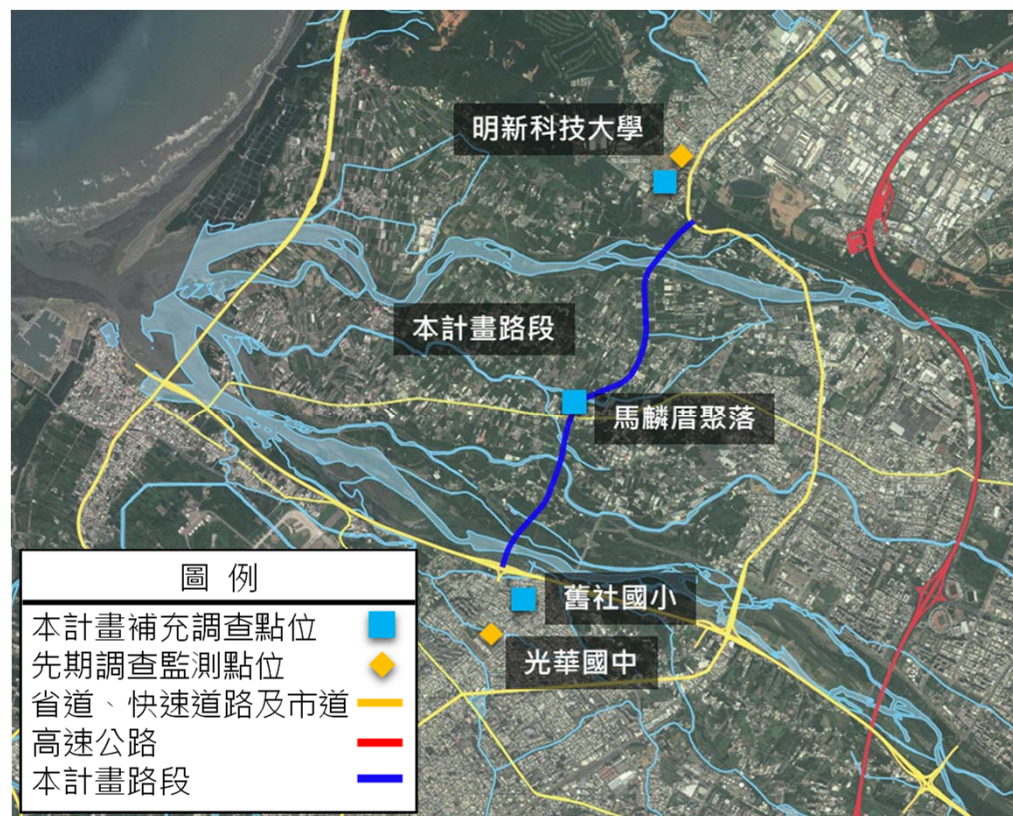 明新科技大學
本計畫路段
馬麟厝聚落
舊社國小
光華國中
圖例
本計畫補充調查點位
先期調查監測點位
省道、快速道路及市道
高速公路
本計畫路段